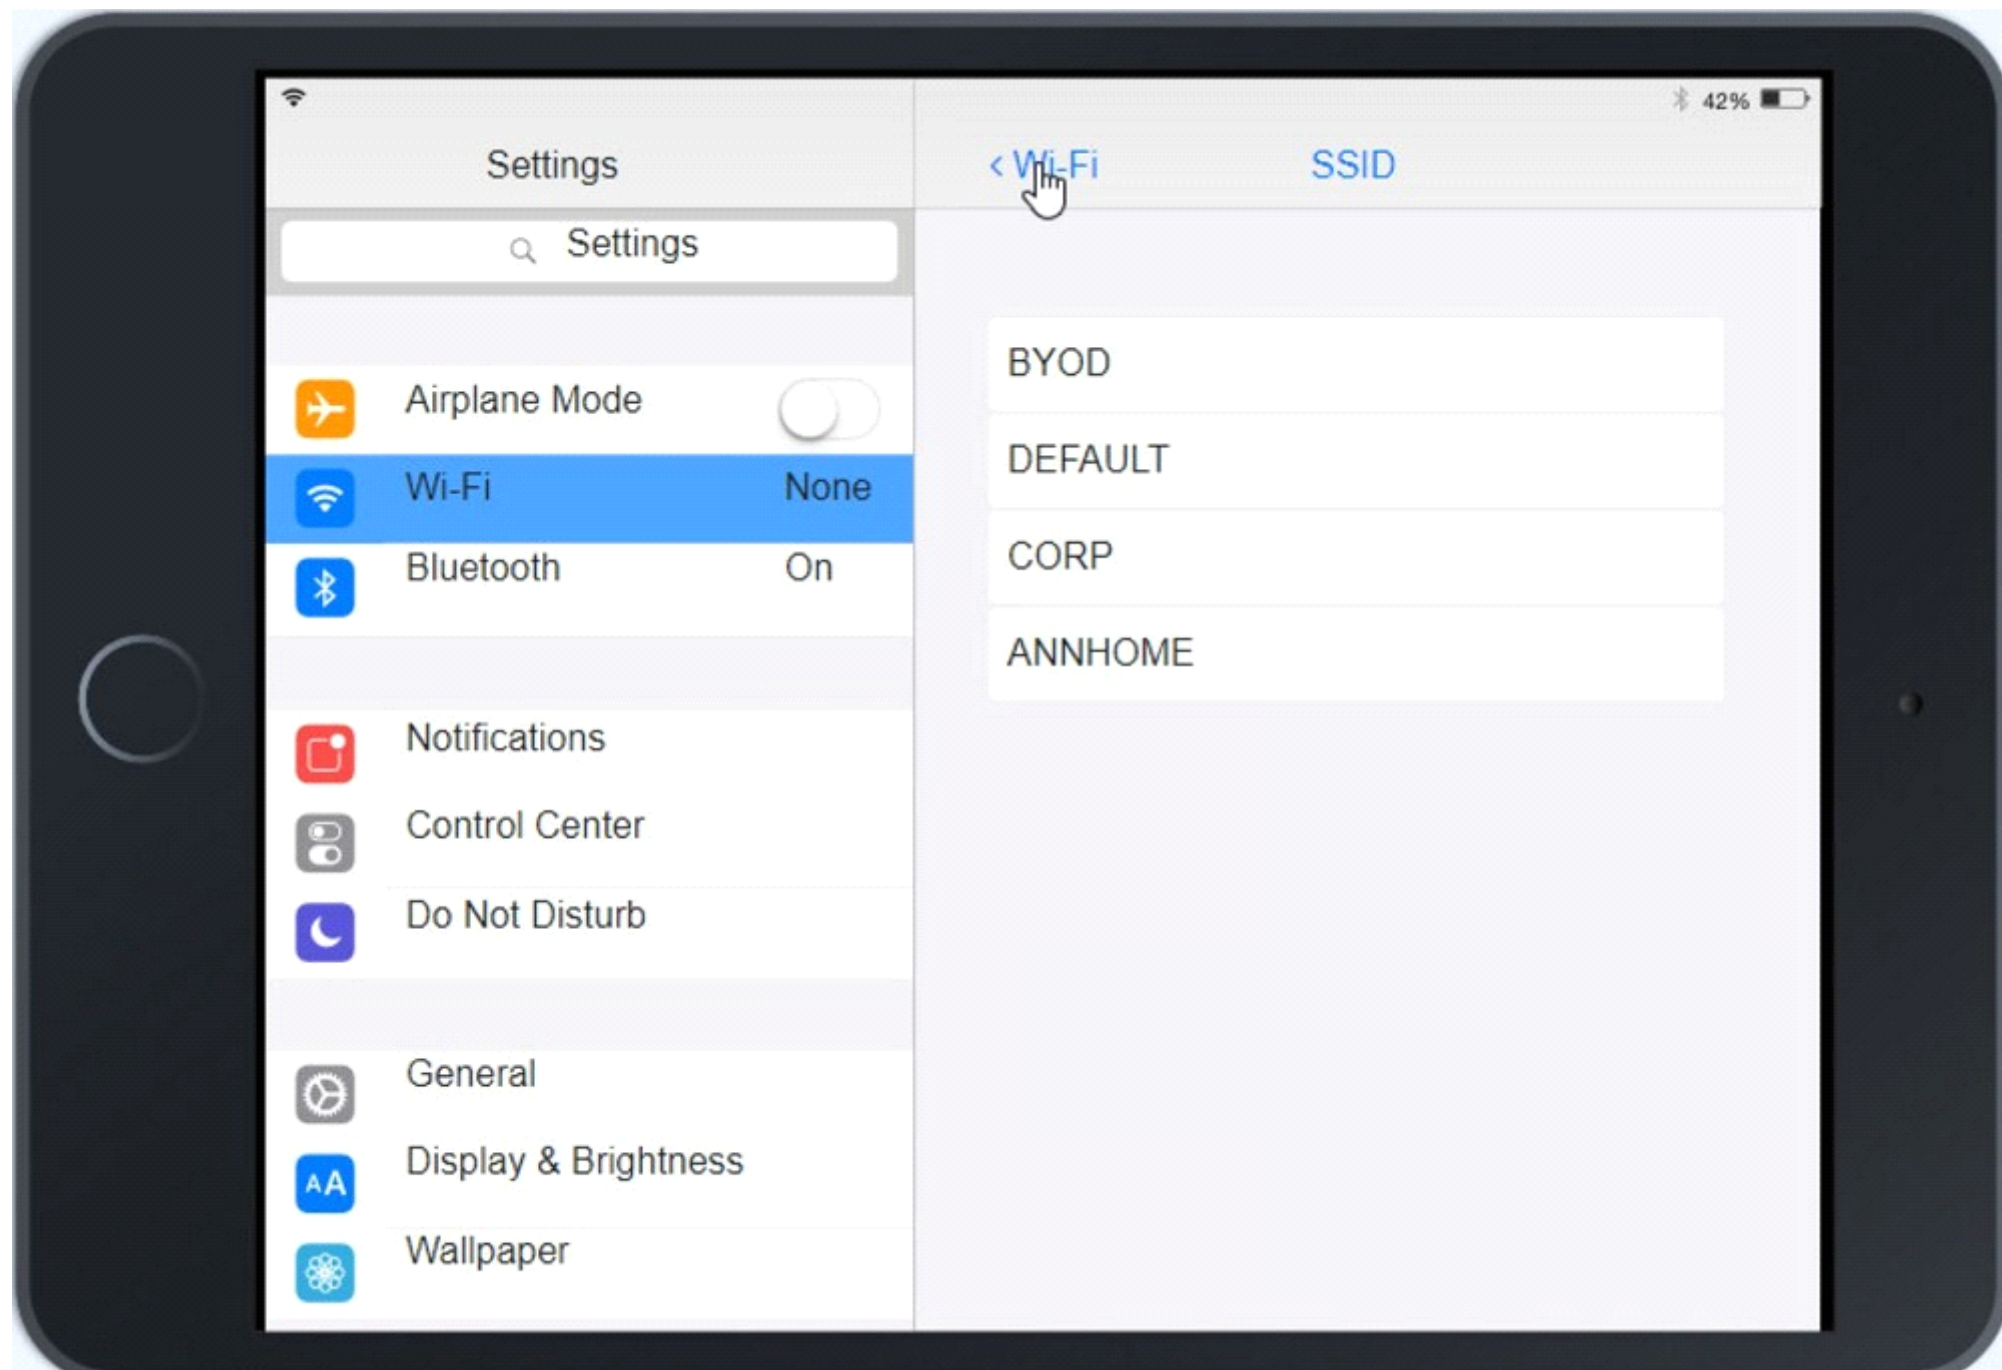 42%
Settings
< Wi-Fi SSID
Settings
Airplane Mode
Wi-Fi None
Bluetooth On
Notifications
Control Center
Do Not Disturb
General
AA Display & Brightness
Wallpaper
BYOD
DEFAULT
CORP
ANNHOME